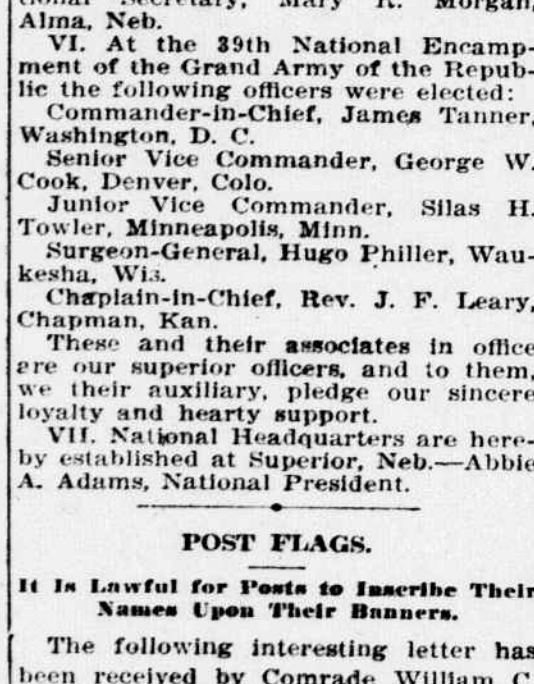 tional Secretary, Mary R. Morgan,
Alma, Neb.
VI. At the 39th National Encamp-
ment of the Grand Army of the Repub-
lic the following officers were elected:
Commander-in-Chief, James Tanner,
Washington, D. C.
Senior Vice Commander, George W.
Cook, Denver, Colo.
Junior Vice Commander, Silas H.
Towler, Minneapolis, Minn.
Surgeon-General, Hugo Philler, Wau-
kesha, Wis.
Chaplain-in-Chief, Rev. J. F. Leary,
Chapman, Kan.
These and their associates in office
are our superior officers, and to them,
we their auxiliary, pledge our sincere
loyalty and hearty support.
VII. National Headquarters are here-
by established at Superior, Neb.—Abbie
A. Adams, National President.
POST FLAGS.
It Is Lawful for Posts to Inscribe Their
Names Upon Their Banners.
The following interesting letter has
been received by Comrade William C.